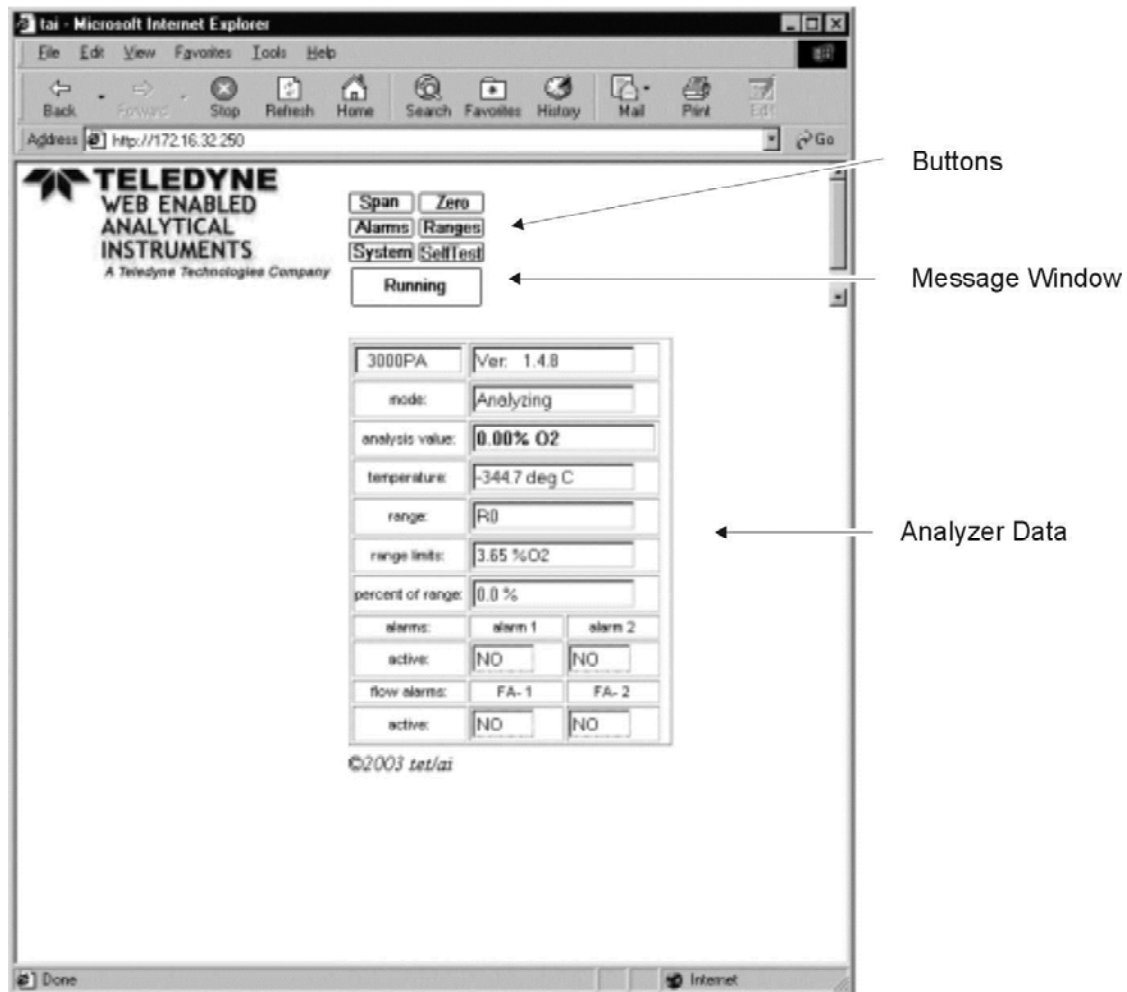 tai - Microsoft Internet Explorer
File Edit View Favorites Tools Help
Back Forward Stop Refresh Home Search Favorites History Mail Print Edit
Address http://172.16.32.250 Go
TELEDYNE
WEB ENABLED
ANALYTICAL
INSTRUMENTS
A Teledyne Technologies Company
Span Zero
Alarms Ranges
System SelfTest
Running
Buttons
Message Window
3000PA Ver: 1.4.8
mode: Analyzing
analysis value: 0.00% O2
temperature: -344.7 deg C
range: R0
range limits: 3.65 %O2
percent of range: 0.0 %
alarms: alarm 1 alarm 2
active: NO NO
flow alarms: FA- 1 FA- 2
active: NO NO
Analyzer Data
©2003 tet/ai
Done Internet